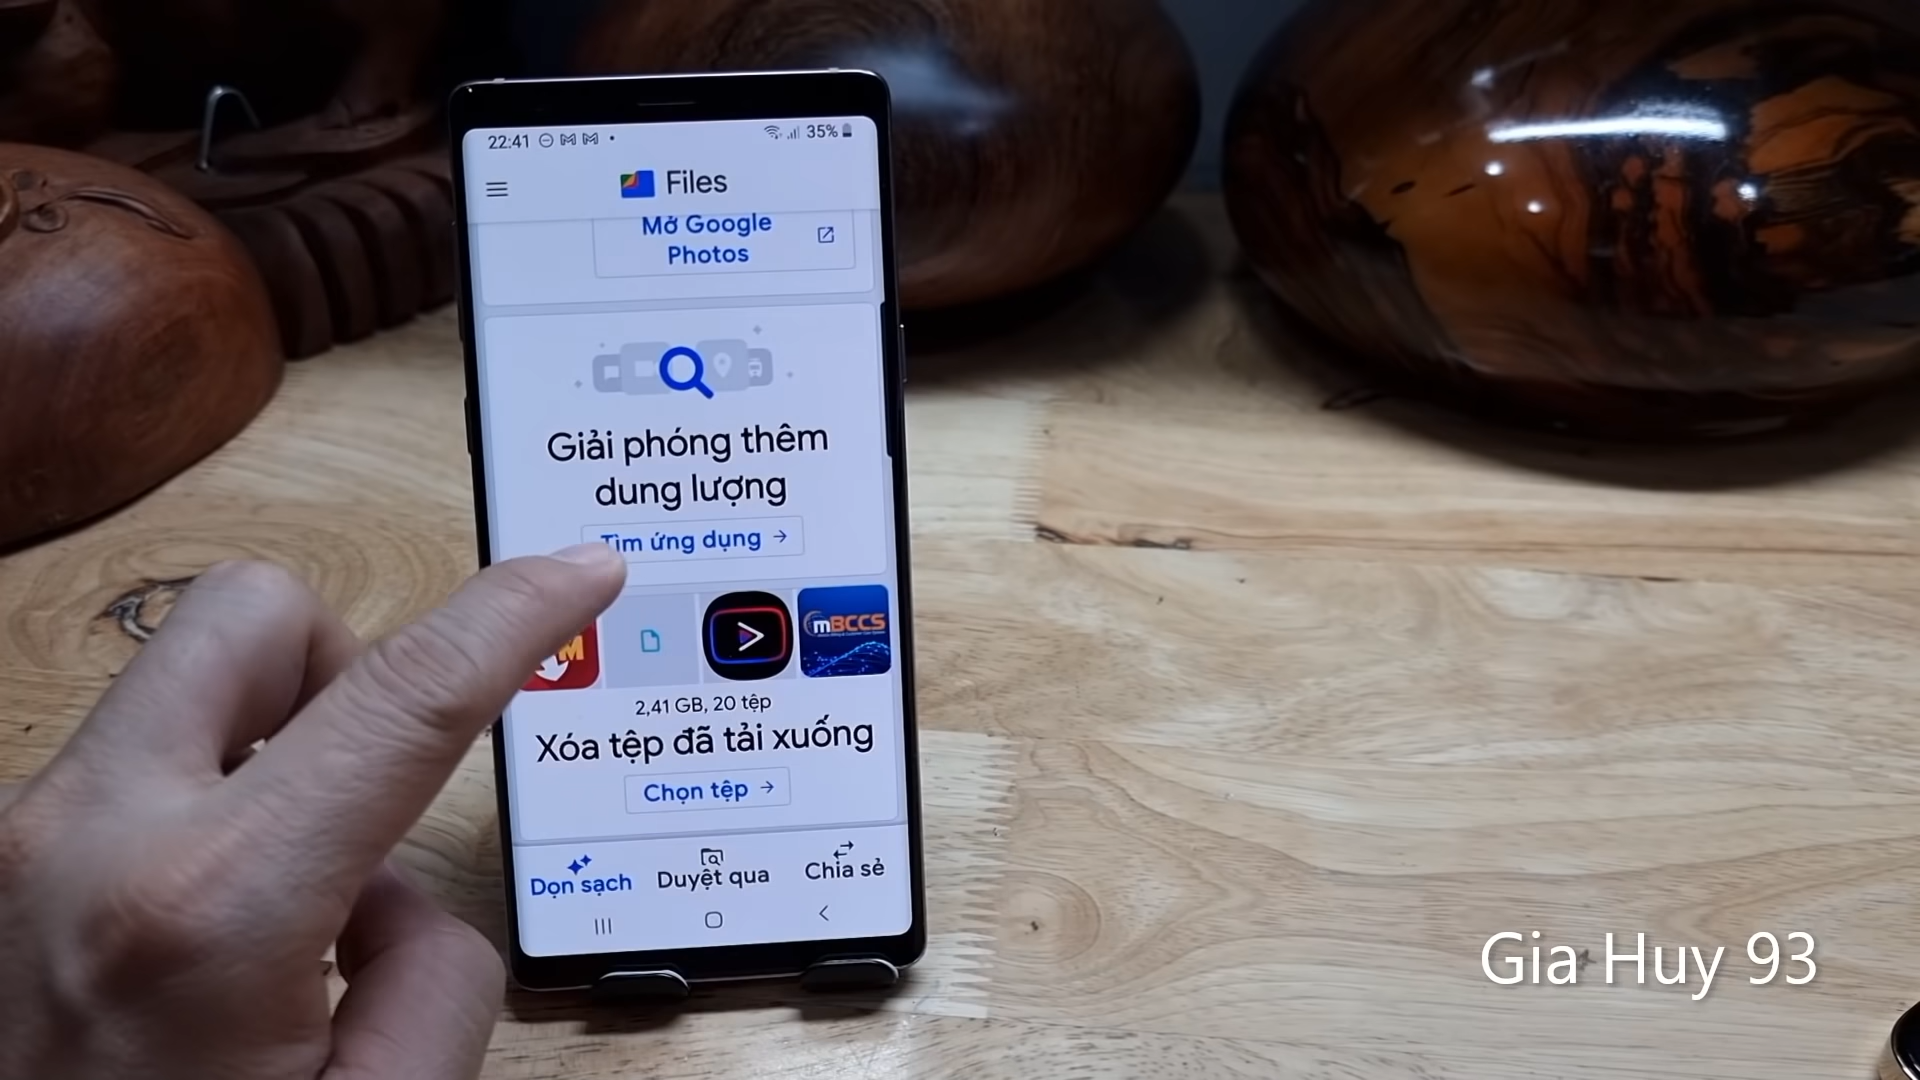 22:41
35%
Files
Mở Google
Photos
Giải phóng thêm
dung lượng
Tìm ứng dụng
mBCCS
2,41 GB, 20 tệp
Xóa tệp đã tải xuống
Chọn tệp
Dọn sạch
Duyệt qua
Chia sẻ
Gia Huy 93